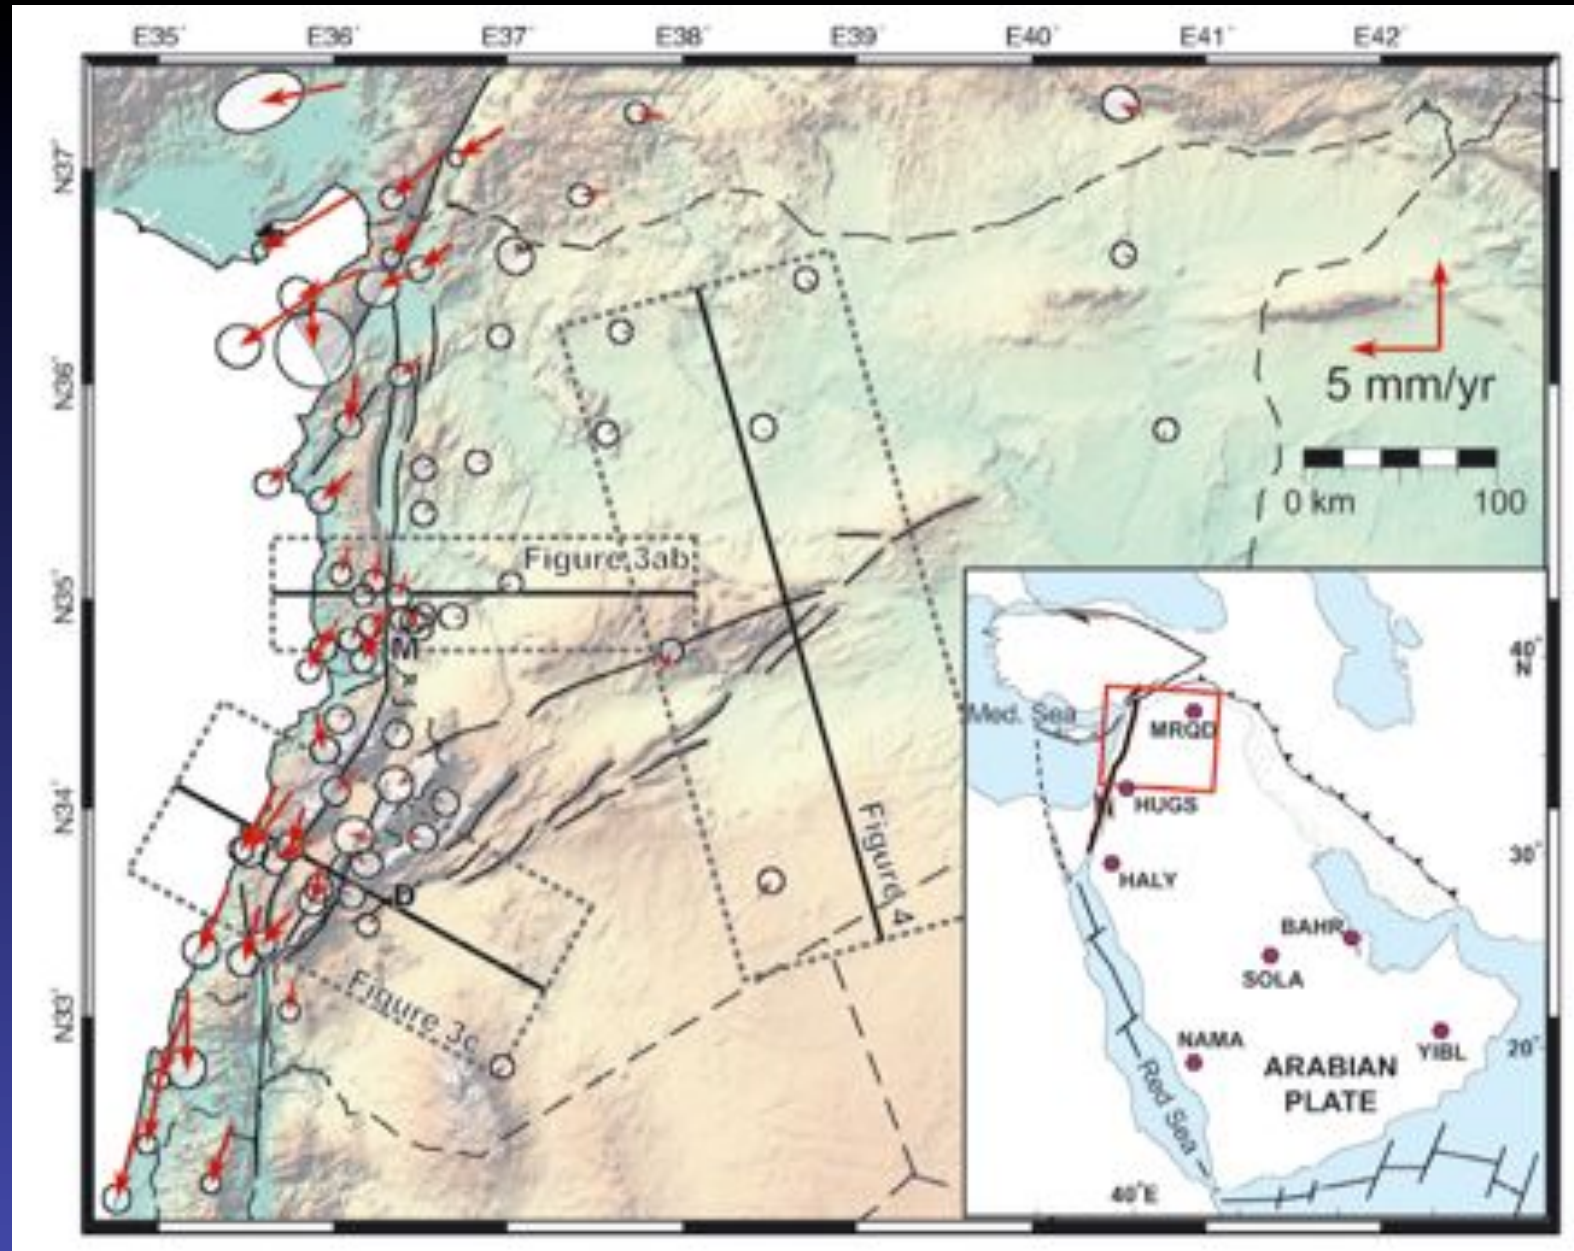 E35° E36° E37° E38° E39° E40° E41° E42°
N37°
N36°
N35°
N34°
N33°
5 mm/yr
0 km 100
Figure 3ab
M
D
Figure 4
Figure 3c
40°
N
Med. Sea
MRQD
HUGS
30°
HALY
BAHR
SOLA
NAMA
YIBL
20°
ARABIAN
PLATE
Red Sea
40°E